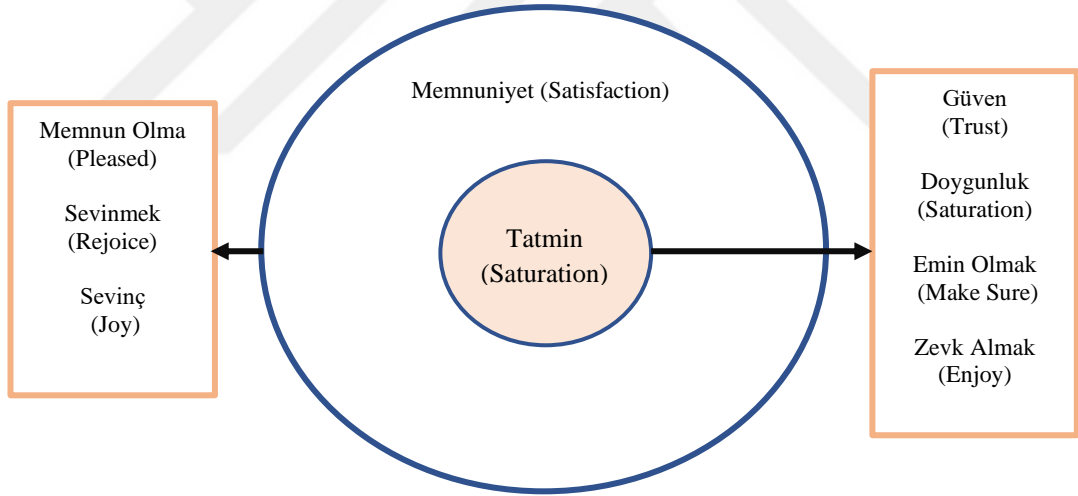 Memnuniyet (Satisfaction)
Memnun Olma
(Pleased)
Sevinmek
(Rejoice)
Sevinç
(Joy)
Tatmin
(Saturation)
Güven
(Trust)
Doygunluk
(Saturation)
Emin Olmak
(Make Sure)
Zevk Almak
(Enjoy)